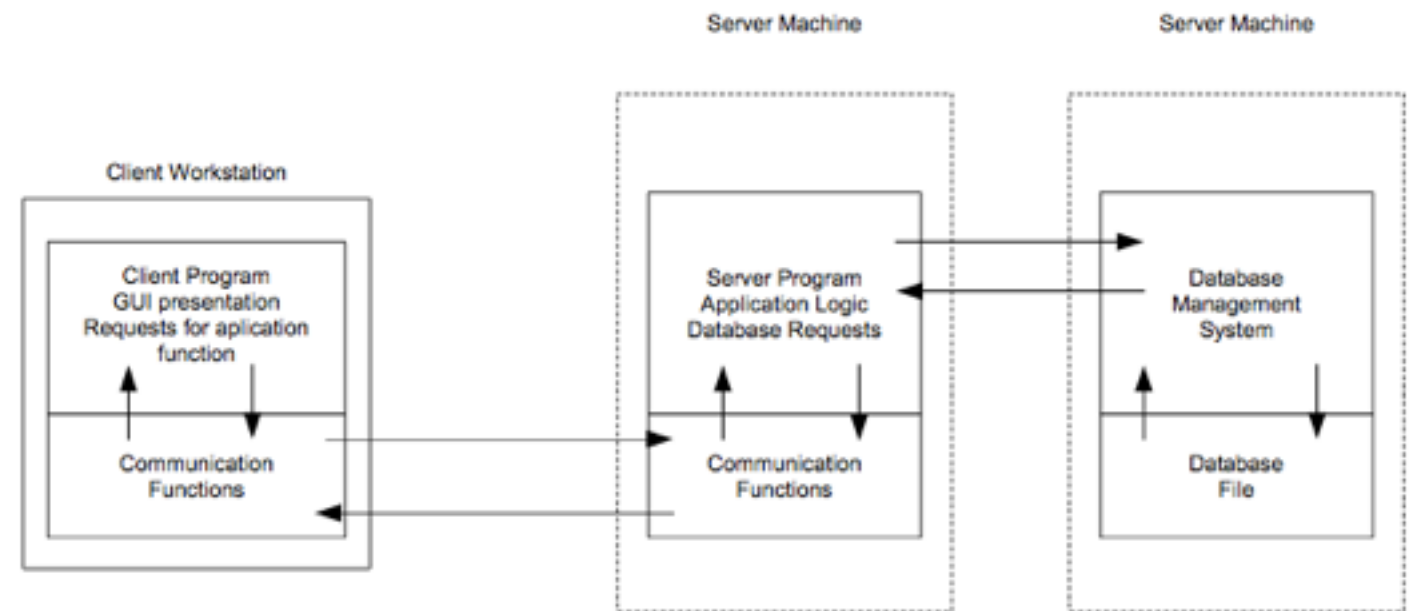 Server Machine
Server Machine
Client Workstation
Client Program
GUI presentation
Requests for aplication
function
Communication
Functions
Server Program
Application Logic
Database Requests
Communication
Functions
Database
Management
System
Database
File